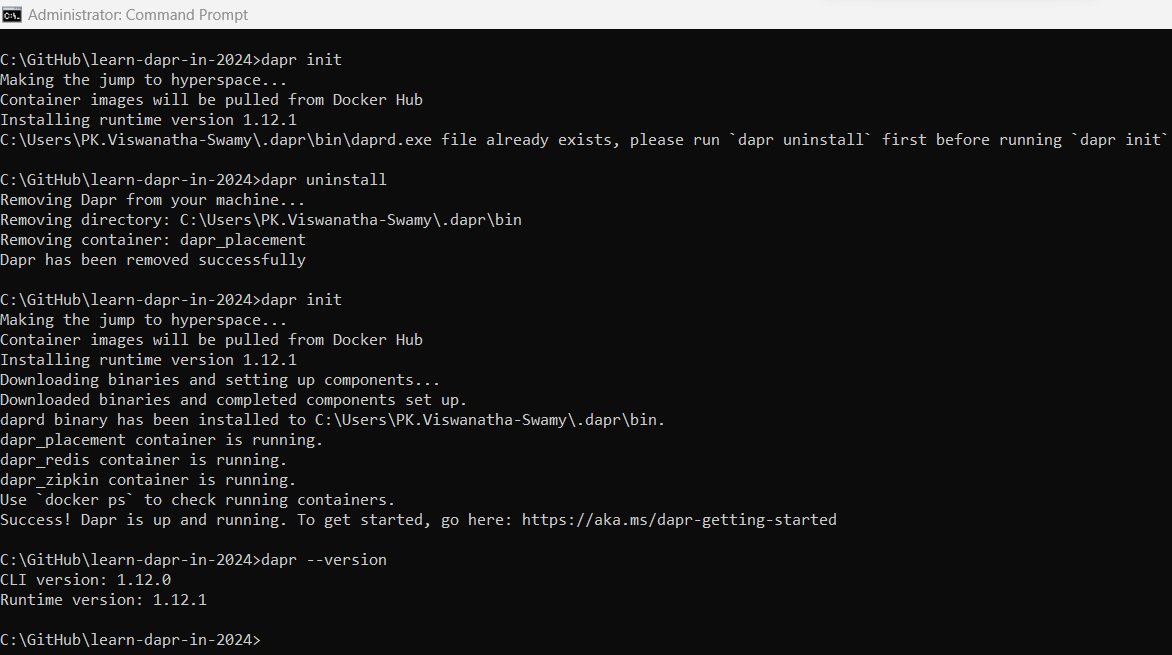 Administrator: Command Prompt
C:\GitHub\learn-dapr-in-2024>dapr init
Making the jump to hyperspace...
Container images will be pulled from Docker Hub
Installing runtime version 1.12.1
C:\Users\PK.Viswanatha-Swamy\.dapr\bin\daprd.exe file already exists, please run `dapr uninstall` first before running `dapr init`
C:\GitHub\learn-dapr-in-2024>dapr uninstall
Removing Dapr from your machine...
Removing directory: C:\Users\PK.Viswanatha-Swamy\.dapr\bin
Removing container: dapr_placement
Dapr has been removed successfully
C:\GitHub\learn-dapr-in-2024>dapr init
Making the jump to hyperspace...
Container images will be pulled from Docker Hub
Installing runtime version 1.12.1
Downloading binaries and setting up components...
Downloaded binaries and completed components set up.
daprd binary has been installed to C:\Users\PK.Viswanatha-Swamy\.dapr\bin.
dapr_placement container is running.
dapr_redis container is running.
dapr_zipkin container is running.
Use `docker ps` to check running containers.
Success! Dapr is up and running. To get started, go here: https://aka.ms/dapr-getting-started
C:\GitHub\learn-dapr-in-2024>dapr --version
CLI version: 1.12.0
Runtime version: 1.12.1
C:\GitHub\learn-dapr-in-2024>